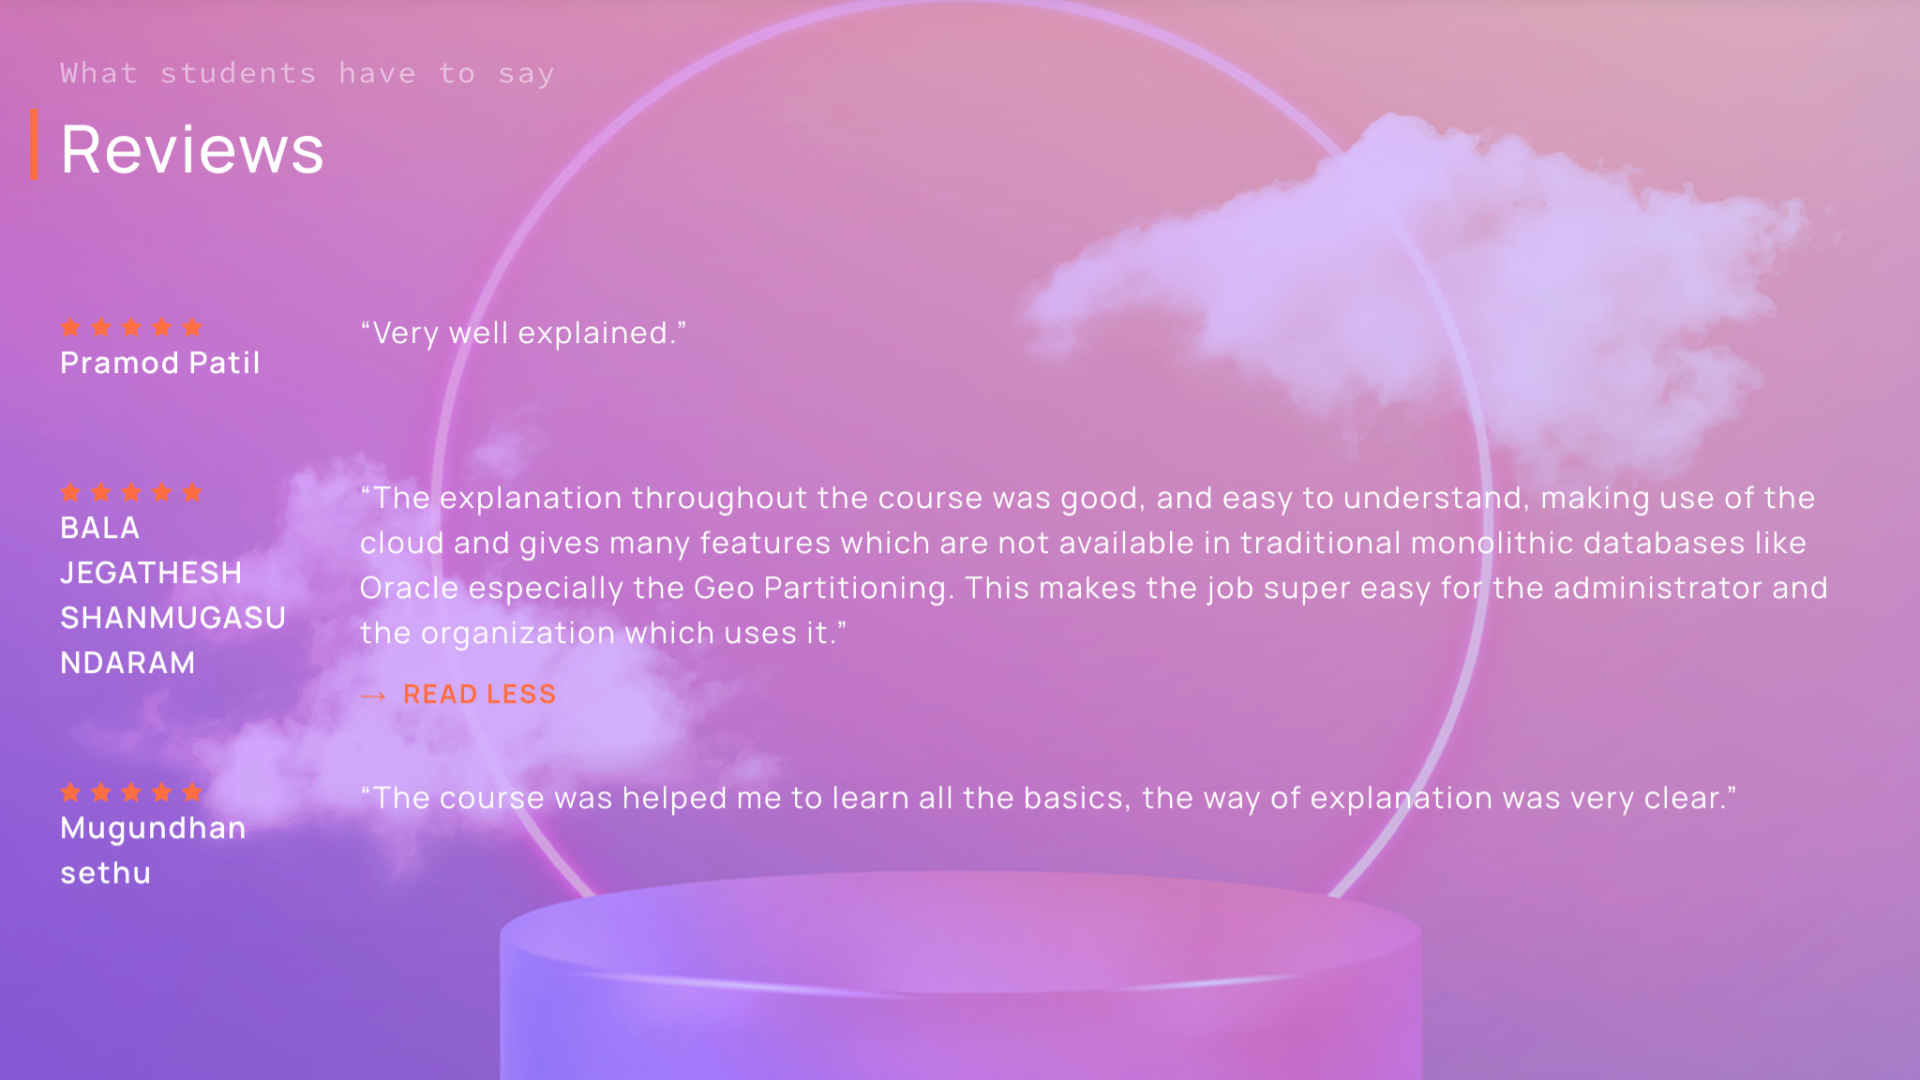 What students have to say
Reviews
Pramod Patil
“Very well explained.”
BALA
JEGATHESH
SHANMUGASU
NDARAM
“The explanation throughout the course was good, and easy to understand, making use of the
cloud and gives many features which are not available in traditional monolithic databases like
Oracle especially the Geo Partitioning. This makes the job super easy for the administrator and
the organization which uses it.”
→ READ LESS
Mugundhan
sethu
“The course was helped me to learn all the basics, the way of explanation was very clear.”